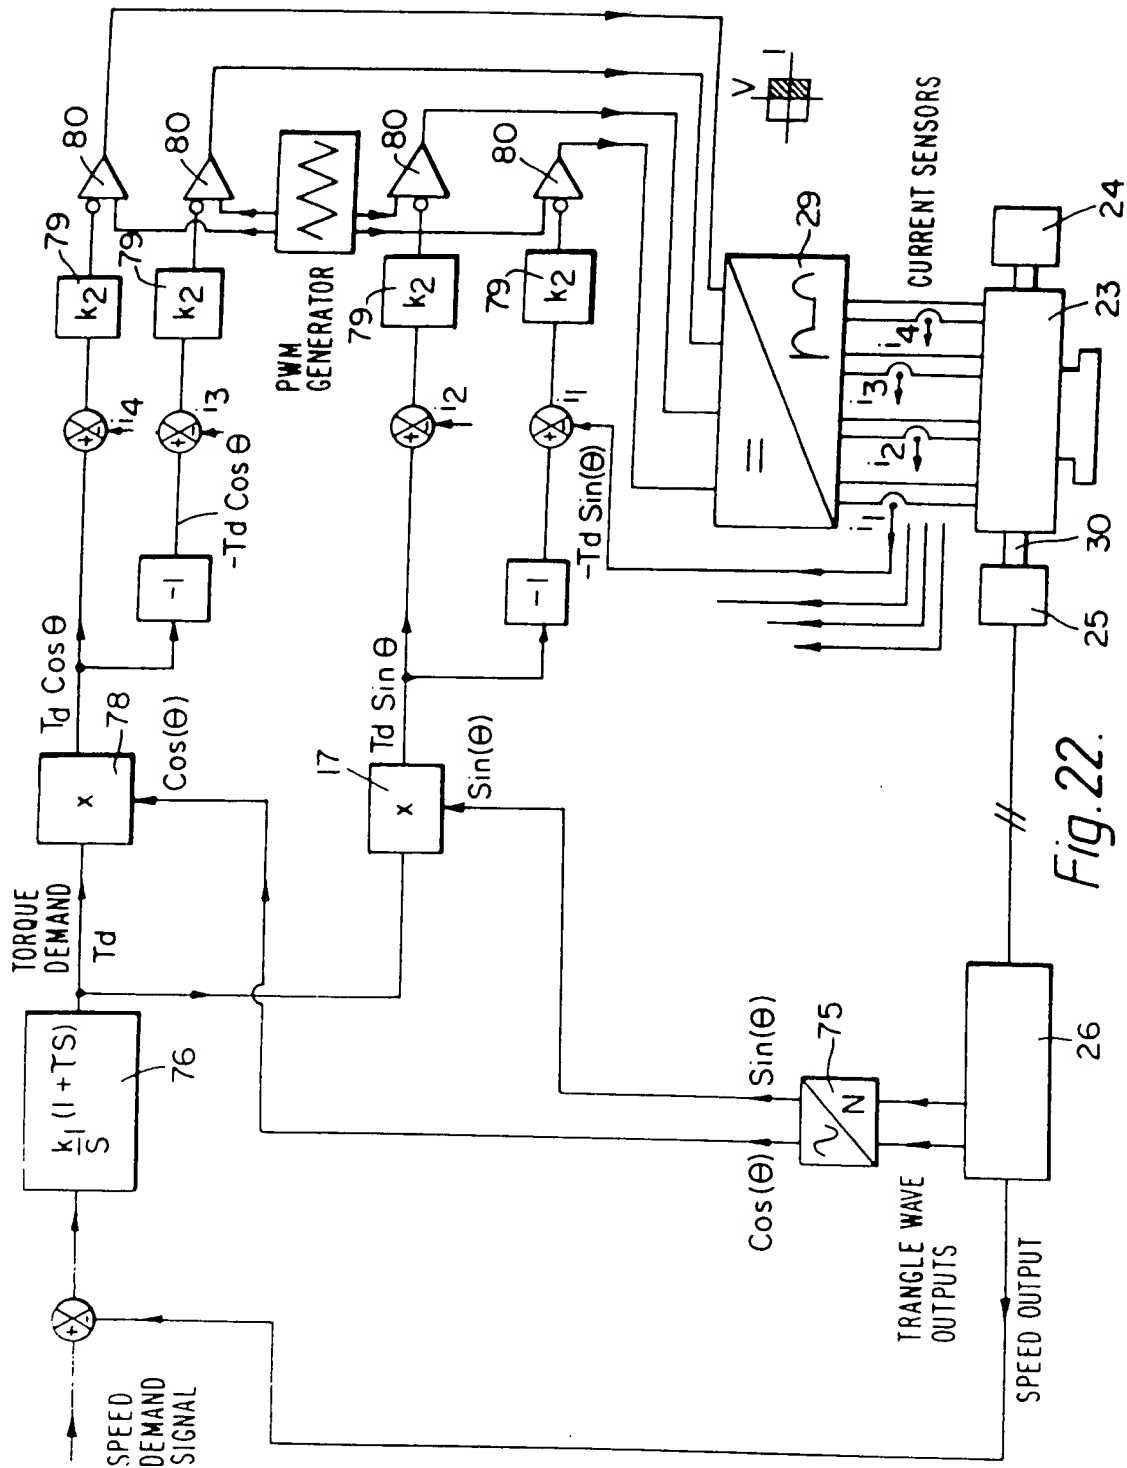 SPEED
DEMAND
SIGNAL
+
-
k1/S (1+TS)
76
TORQUE
DEMAND
Td
x
78
Cos(θ)
Td Cos θ
-1
-Td Cos θ
+
-
i4
+
-
i3
k2
79
k2
79
80
80
PWM
GENERATOR
x
17
Sin(θ)
Td Sin θ
-1
-Td Sin(θ)
+
-
i2
+
-
i1
k2
79
k2
79
80
80
Cos(θ)
Sin(θ)
75
N
TRANGLE WAVE
OUTPUTS
26
SPEED OUTPUT
29
V
I
CURRENT SENSORS
i1
i2
i3
i4
25
30
23
24
Fig. 22.